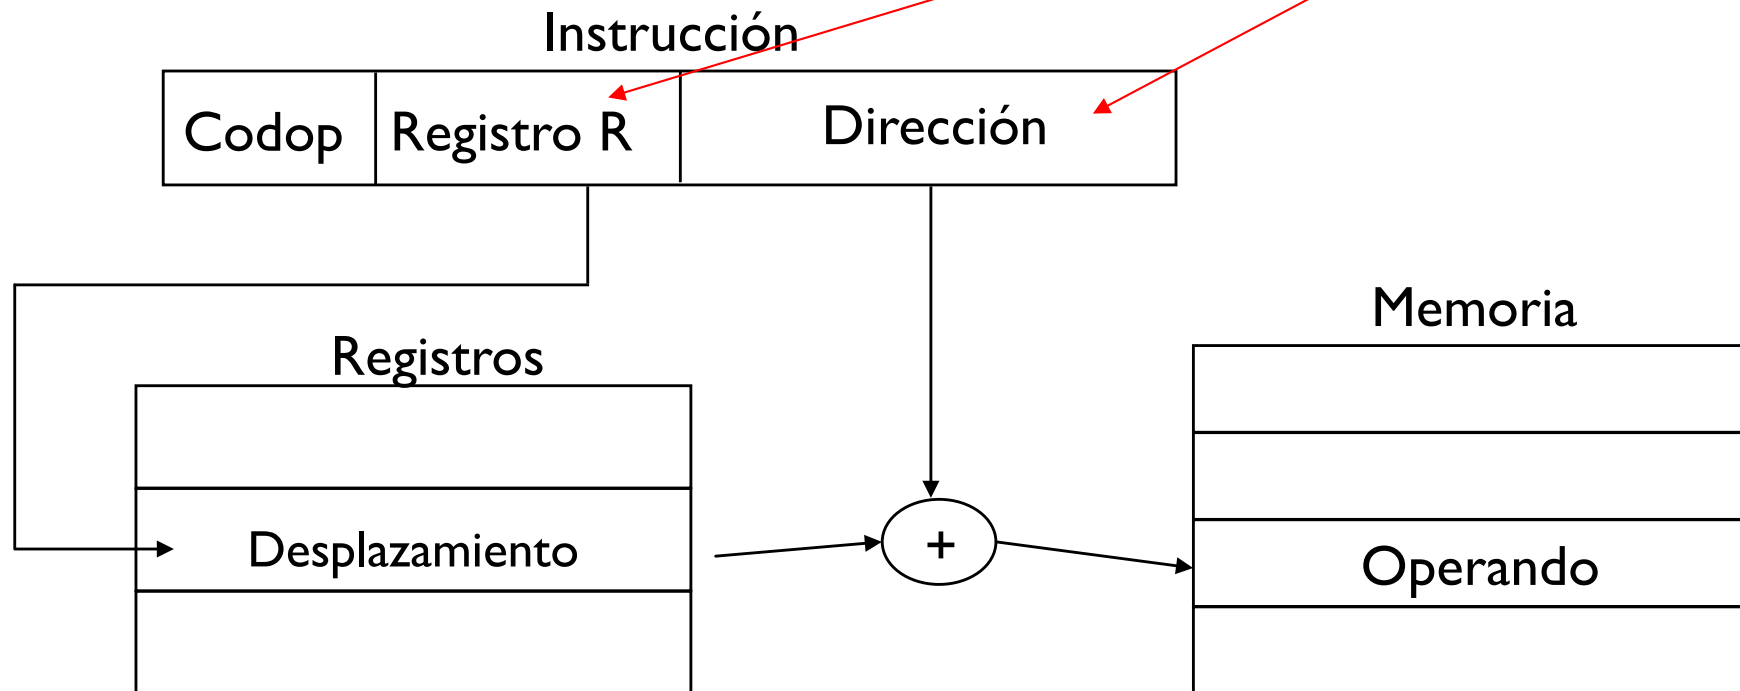 Instrucción
Codop Registro R Dirección
Memoria
Registros
Desplazamiento + Operando